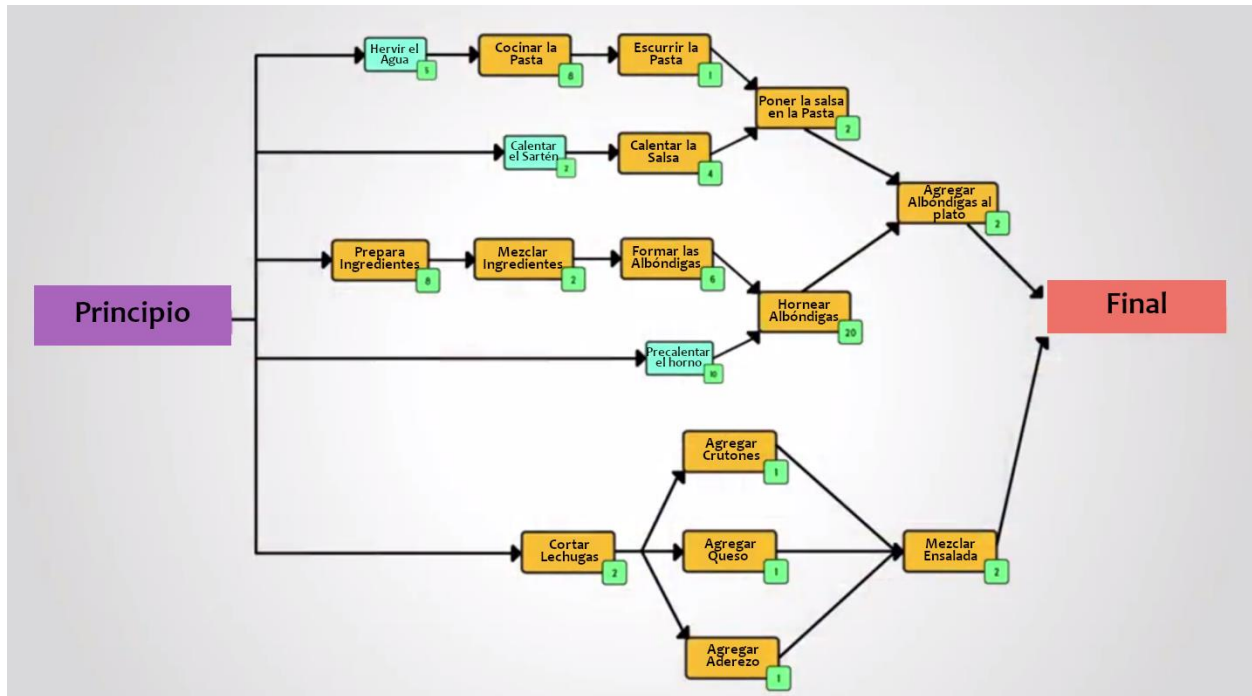 Hervir el
Agua
5
Cocinar la
Pasta
8
Escurrir la
Pasta
1
Poner la salsa
en la Pasta
2
Calentar
el Sartén
2
Calentar la
Salsa
4
Agregar
Albóndigas al
plato
2
Prepara
Ingredientes
8
Mezclar
Ingredientes
2
Formar las
Albóndigas
6
Principio
Hornear
Albóndigas
20
Final
Precalentar
el horno
10
Agregar
Crutones
1
Cortar
Lechugas
2
Agregar
Queso
1
Mezclar
Ensalada
2
Agregar
Aderezo
1